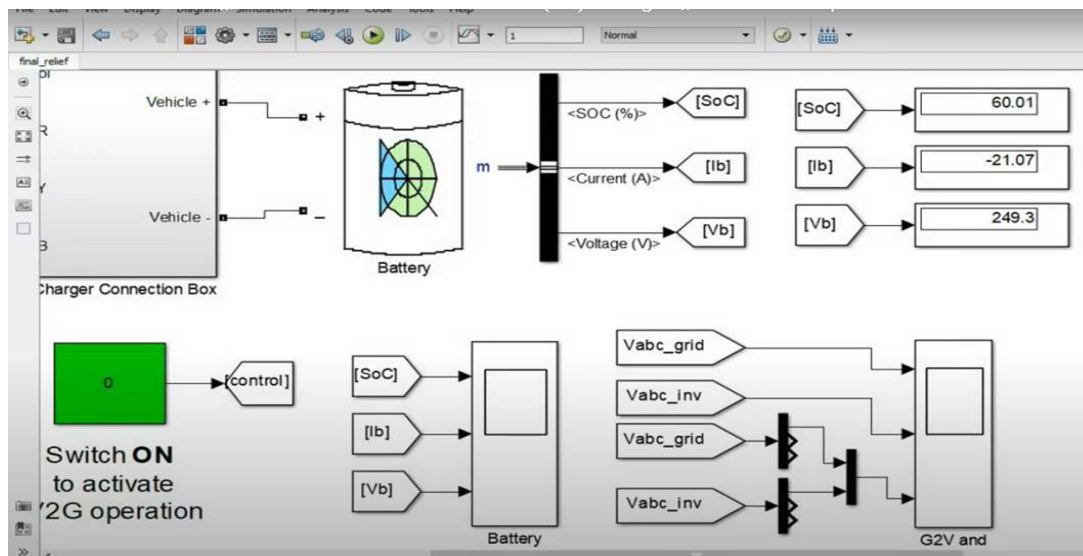 1
Normal
final_relief
Vehicle +
Vehicle -
R
Y
B
Charger Connection Box
+
−
Battery
m
<SOC (%)>
<Current (A)>
<Voltage (V)>
[SoC]
[Ib]
[Vb]
[SoC]
[Ib]
[Vb]
60.01
-21.07
249.3
0
[control]
Switch ON
to activate
V2G operation
[SoC]
[Ib]
[Vb]
Battery
Vabc_grid
Vabc_inv
Vabc_grid
Vabc_inv
G2V and